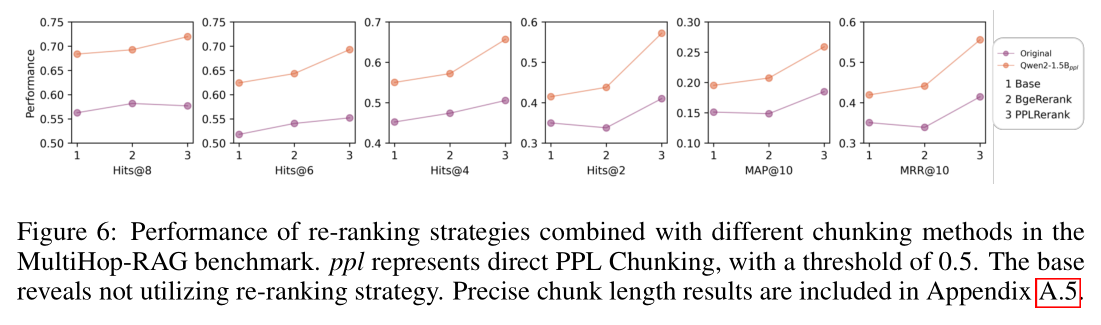 Performance
0.75 0.70 0.65 0.60 0.55 0.50
1 2 3
Hits@8
0.75 0.70 0.65 0.60 0.55 0.50
1 2 3
Hits@6
0.7 0.6 0.5 0.4
1 2 3
Hits@4
0.6 0.5 0.4 0.3
1 2 3
Hits@2
0.30 0.25 0.20 0.15 0.10
1 2 3
MAP@10
0.6 0.5 0.4 0.3
1 2 3
MRR@10
Original
Qwen2-1.5Bppl
1 Base
2 BgeRerank
3 PPLRerank
Figure 6: Performance of re-ranking strategies combined with different chunking methods in the
MultiHop-RAG benchmark. ppl represents direct PPL Chunking, with a threshold of 0.5. The base
reveals not utilizing re-ranking strategy. Precise chunk length results are included in Appendix A.5.